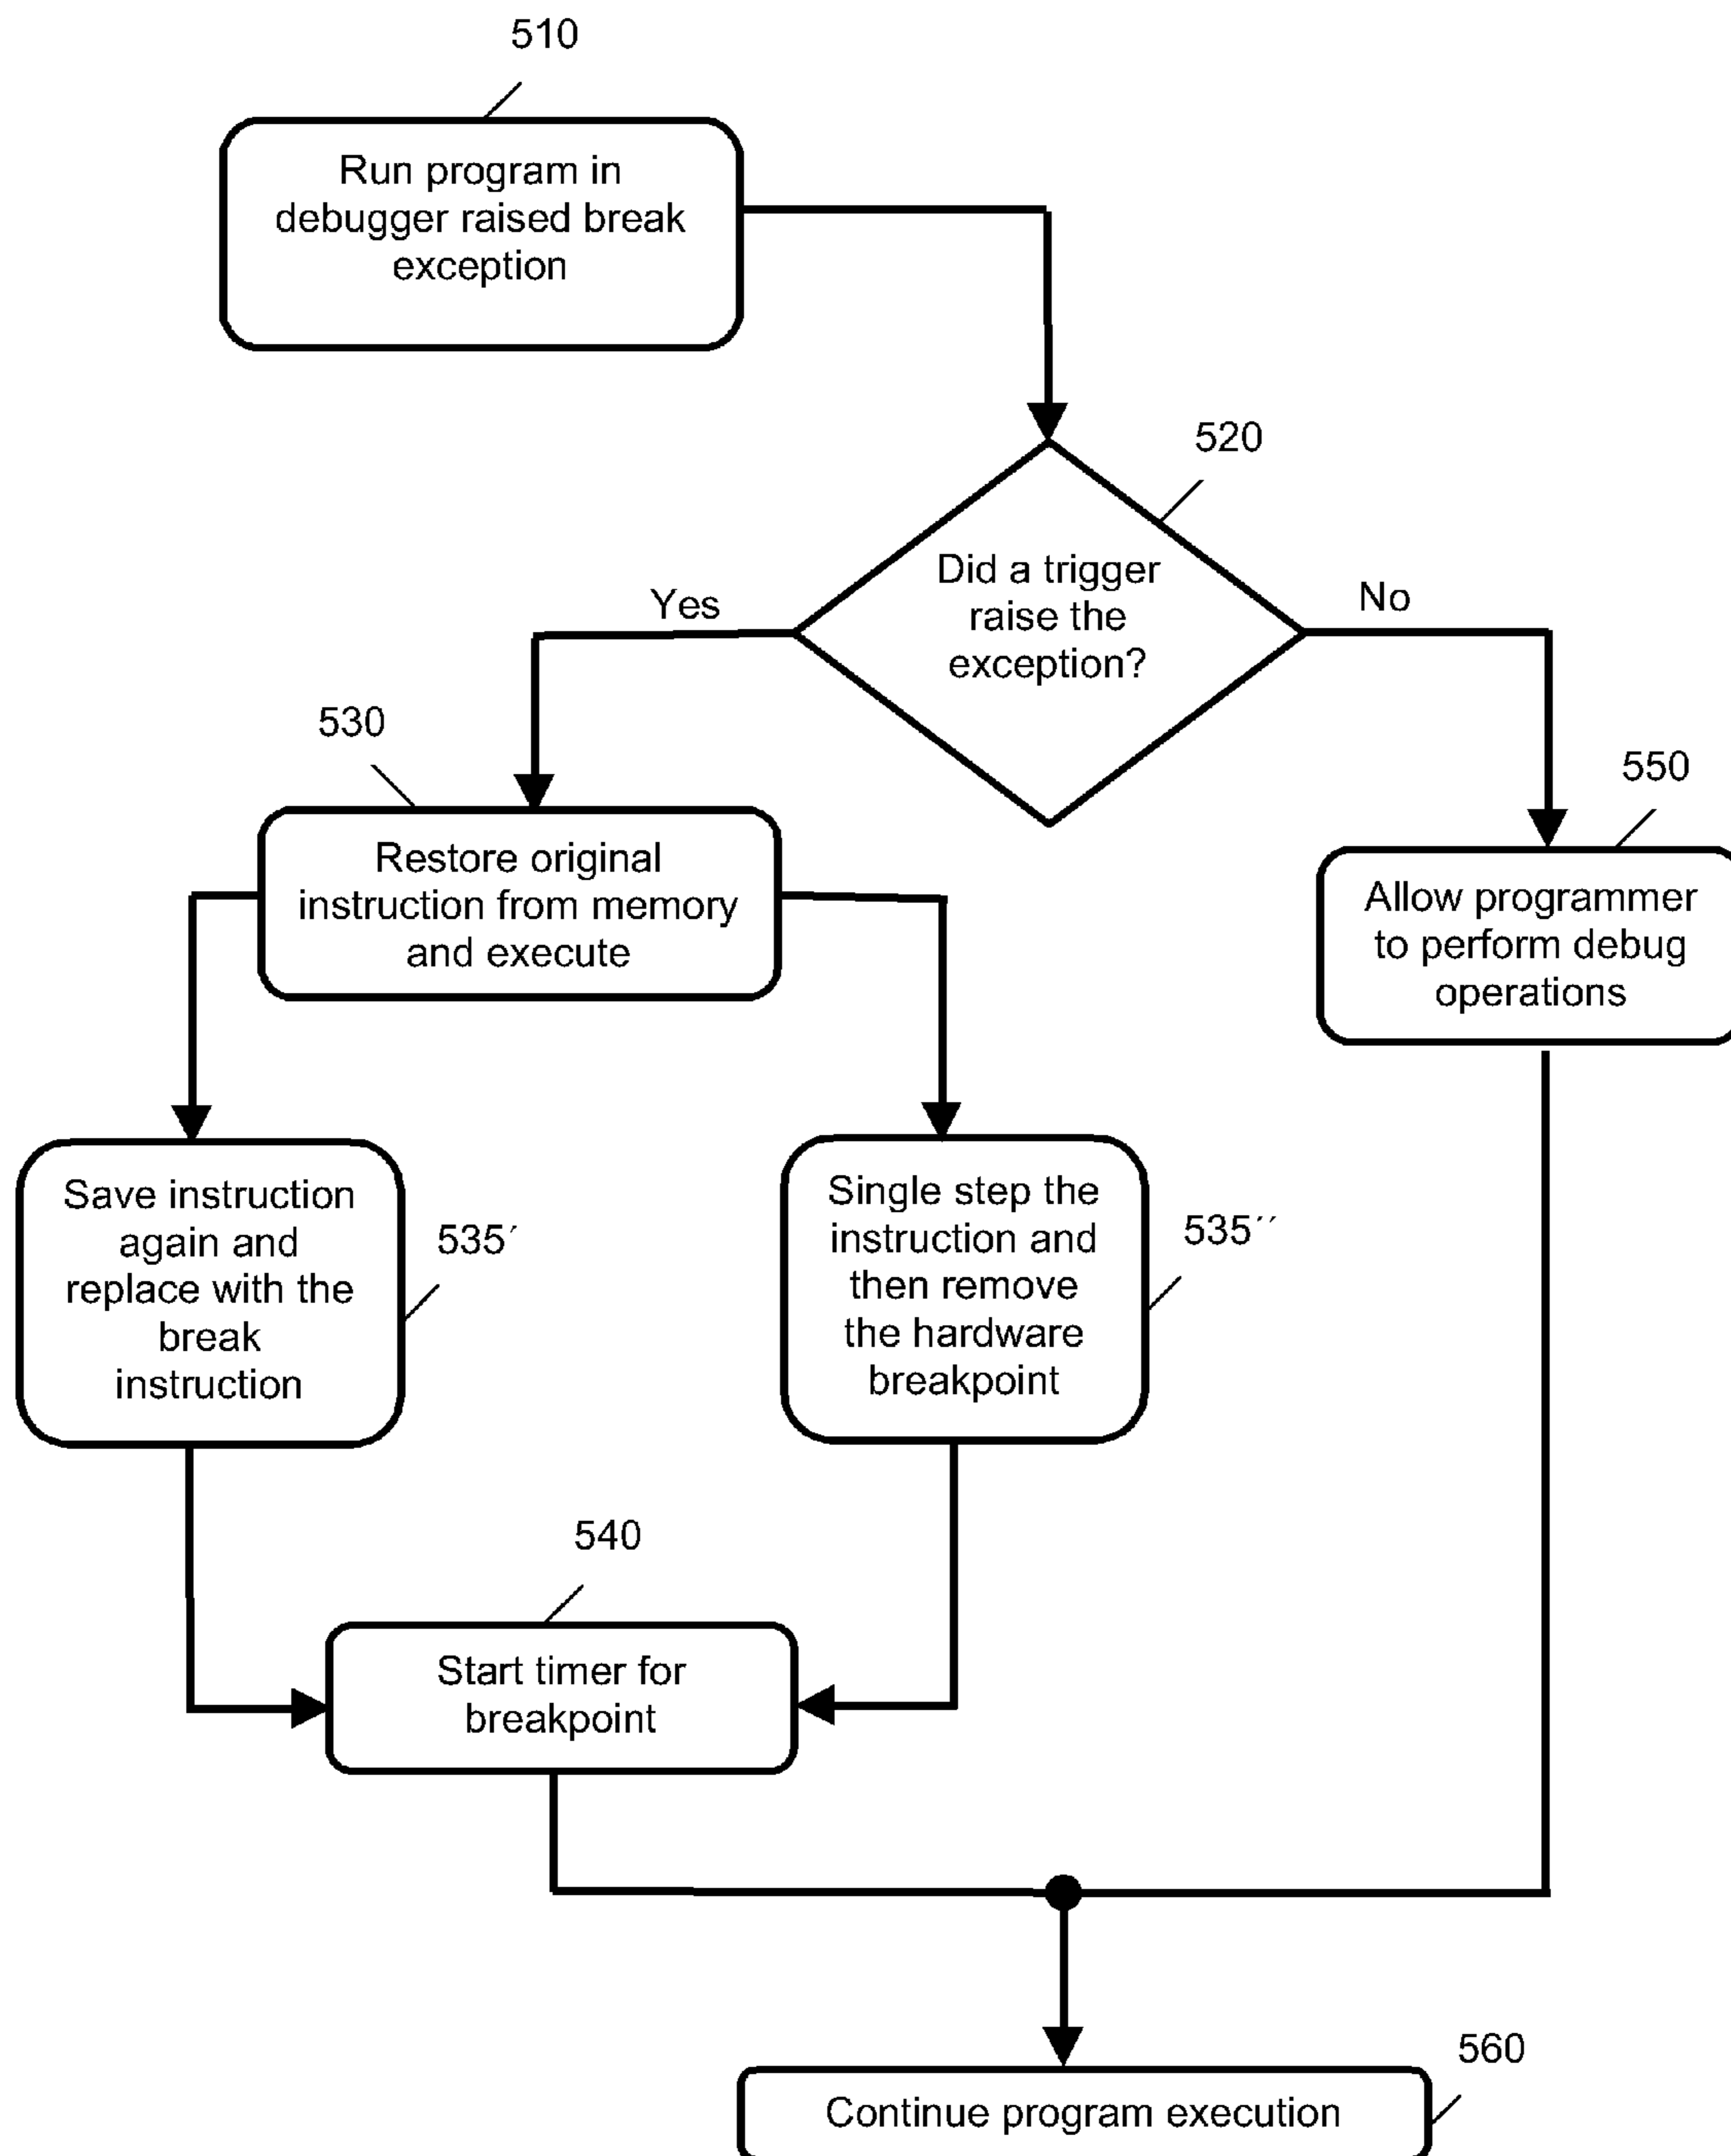 510
Run program in
debugger raised break
exception
520
Did a trigger
raise the
exception?
Yes
No
530
Restore original
instruction from memory
and execute
550
Allow programmer
to perform debug
operations
Save instruction
again and
replace with the
break
instruction
535´
Single step the
instruction and
then remove
the hardware
breakpoint
535´´
540
Start timer for
breakpoint
560
Continue program execution